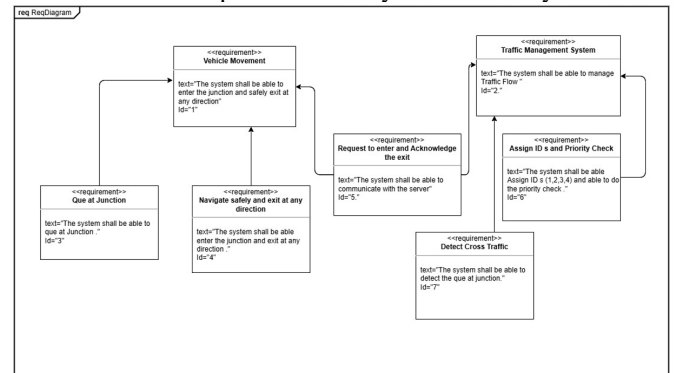 req ReqDiagram
<<requirement>>
Vehicle Movement
text="The system shall be able to
enter the junction and safely exit at
any direction"
Id="1"
<<requirement>>
Traffic Management System
text="The system shall be able to manage
Traffic Flow "
Id="2."
<<requirement>>
Request to enter and Acknowledge
the exit
text="The system shall be able to
communicate with the server"
Id="5."
<<requirement>>
Assign ID s and Priority Check
text="The system shall be able
Assign ID s (1,2,3,4) and able to do
the priority check ."
Id="6"
<<requirement>>
Que at Junction
text="The system shall be able to
que at Junction ."
Id="3"
<<requirement>>
Navigate safely and exit at any
direction
text="The system shall be able
enter the junction and exit at any
direction ."
Id="4"
<<requirement>>
Detect Cross Traffic
text="The system shall be able to
detect the que at junction."
Id="7"